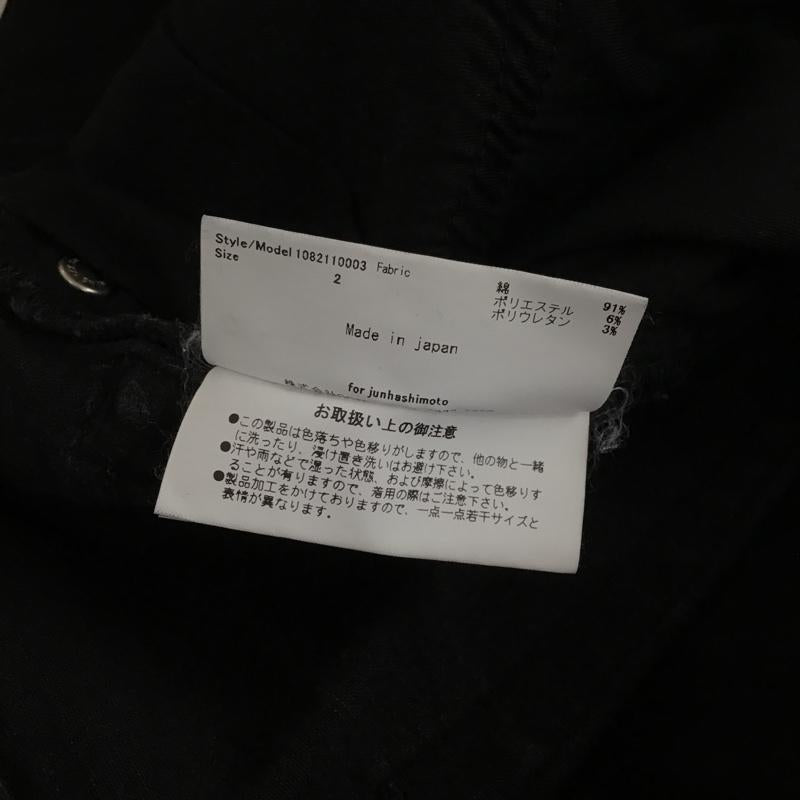 Style/Model 1082110003 Fabric
Size 2
綿 91%
ポリエステル 6%
ポリウレタン 3%
Made in japan
for junhashimoto
株式会社
お取扱い上の御注意
●この製品は色落ちや色移りがしますので、他の物と一緒
に洗ったり、浸け置き洗いはお避け下さい。
●汗や雨などで湿った状態、および摩擦によって色移りす
ることが有りますので、着用の際はご注意下さい。
●製品加工をかけておりますので、一点一点若干サイズと
表情が異なります。